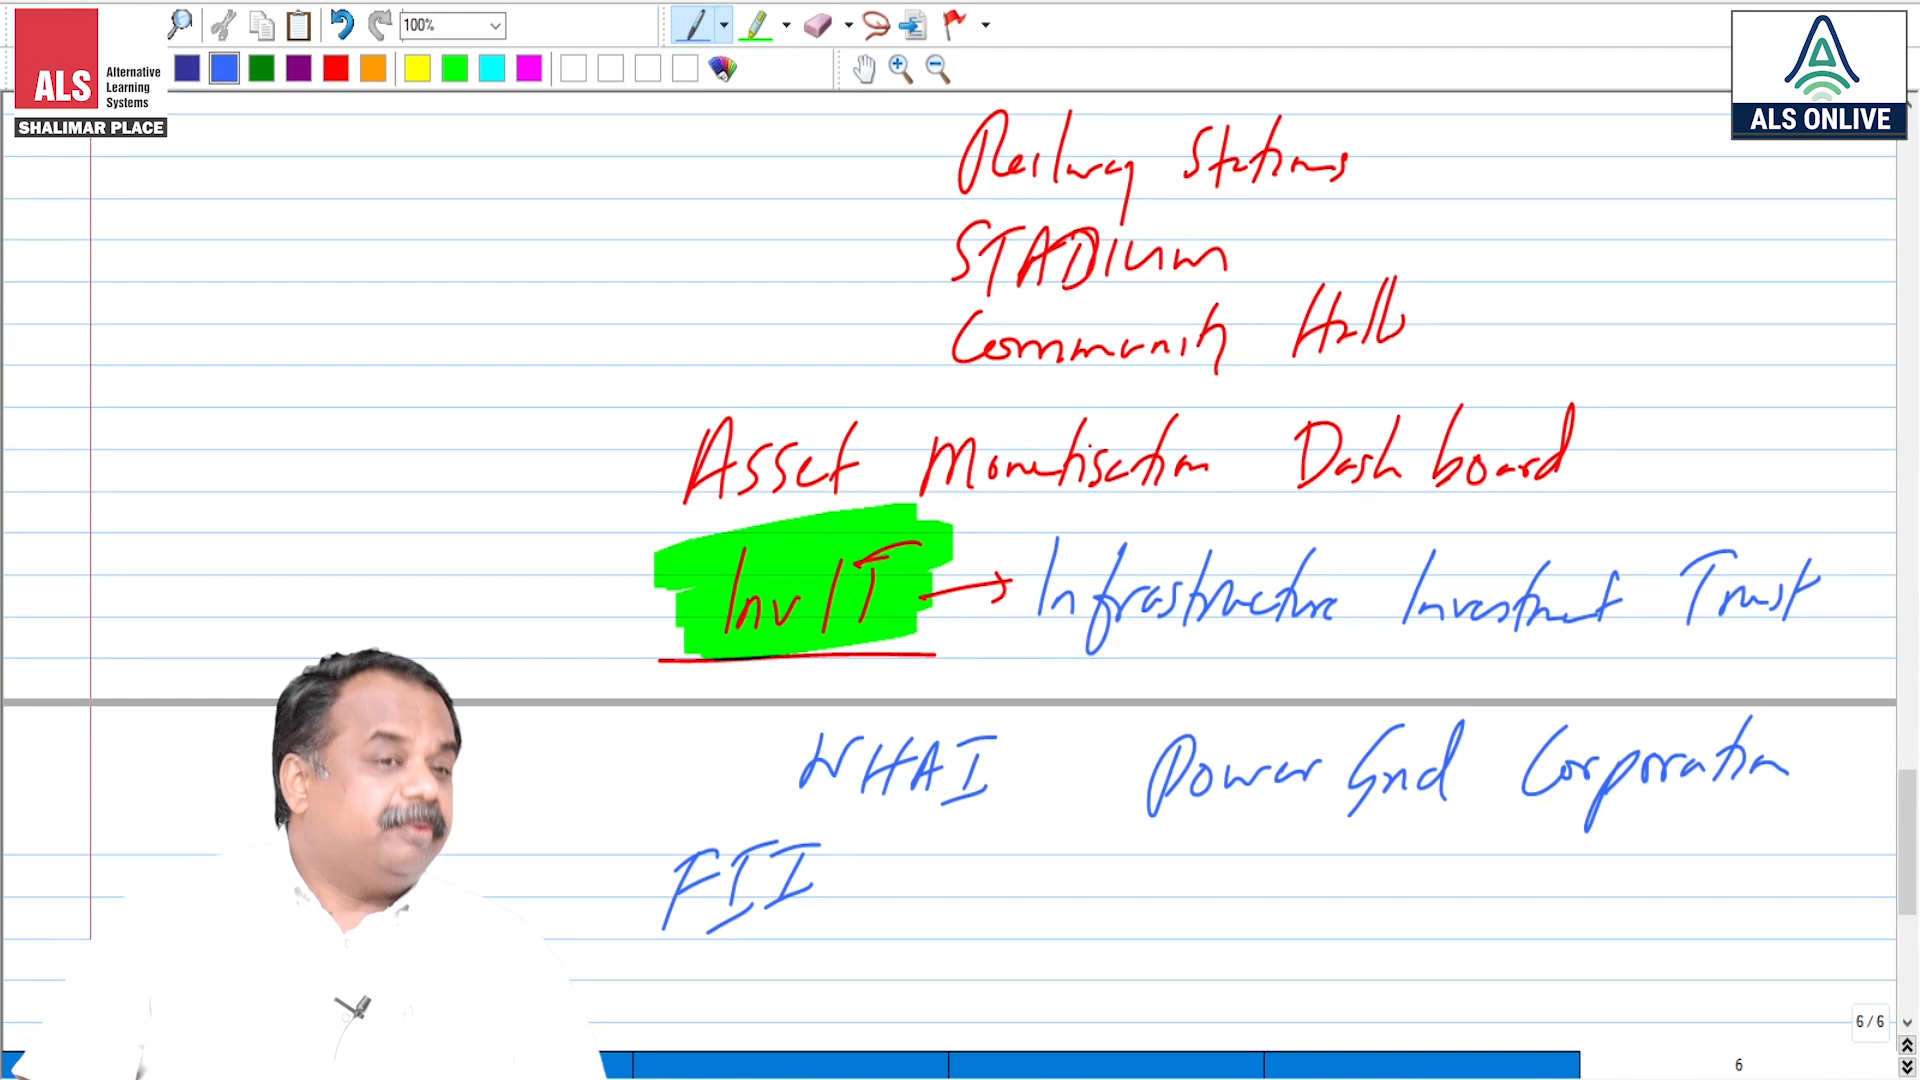 100%
ALS
Alternative
Learning
Systems
SHALIMAR PLACE
ALS ONLIVE
Railway Stations
STADIUM
Community Halls
Asset Monetisation Dashboard
InvIT → Infrastructure Investment Trust
NHAI Power Grid Corporation
FII
6/6
6